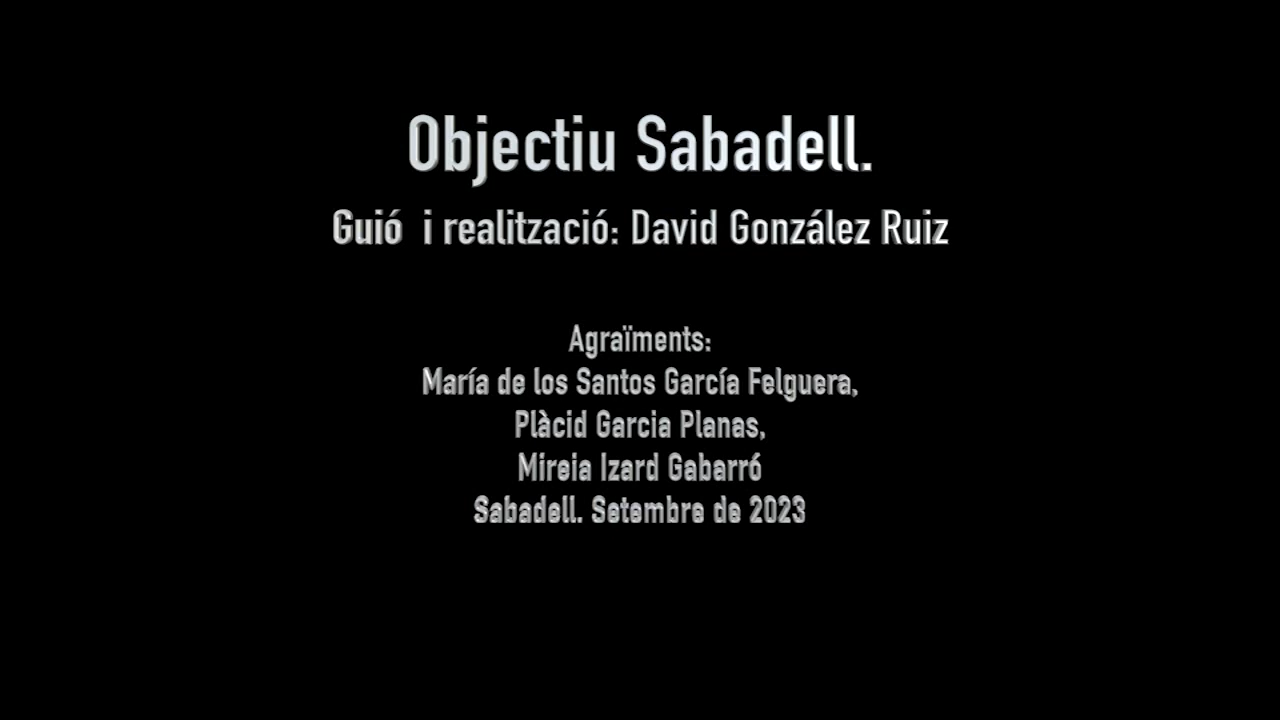 Objectiu Sabadell.
Guió i realització: David González Ruiz
Agraïments:
María de los Santos García Felguera,
Plàcid Garcia Planas,
Mireia Izard Gabarró
Sabadell. Setembre de 2023